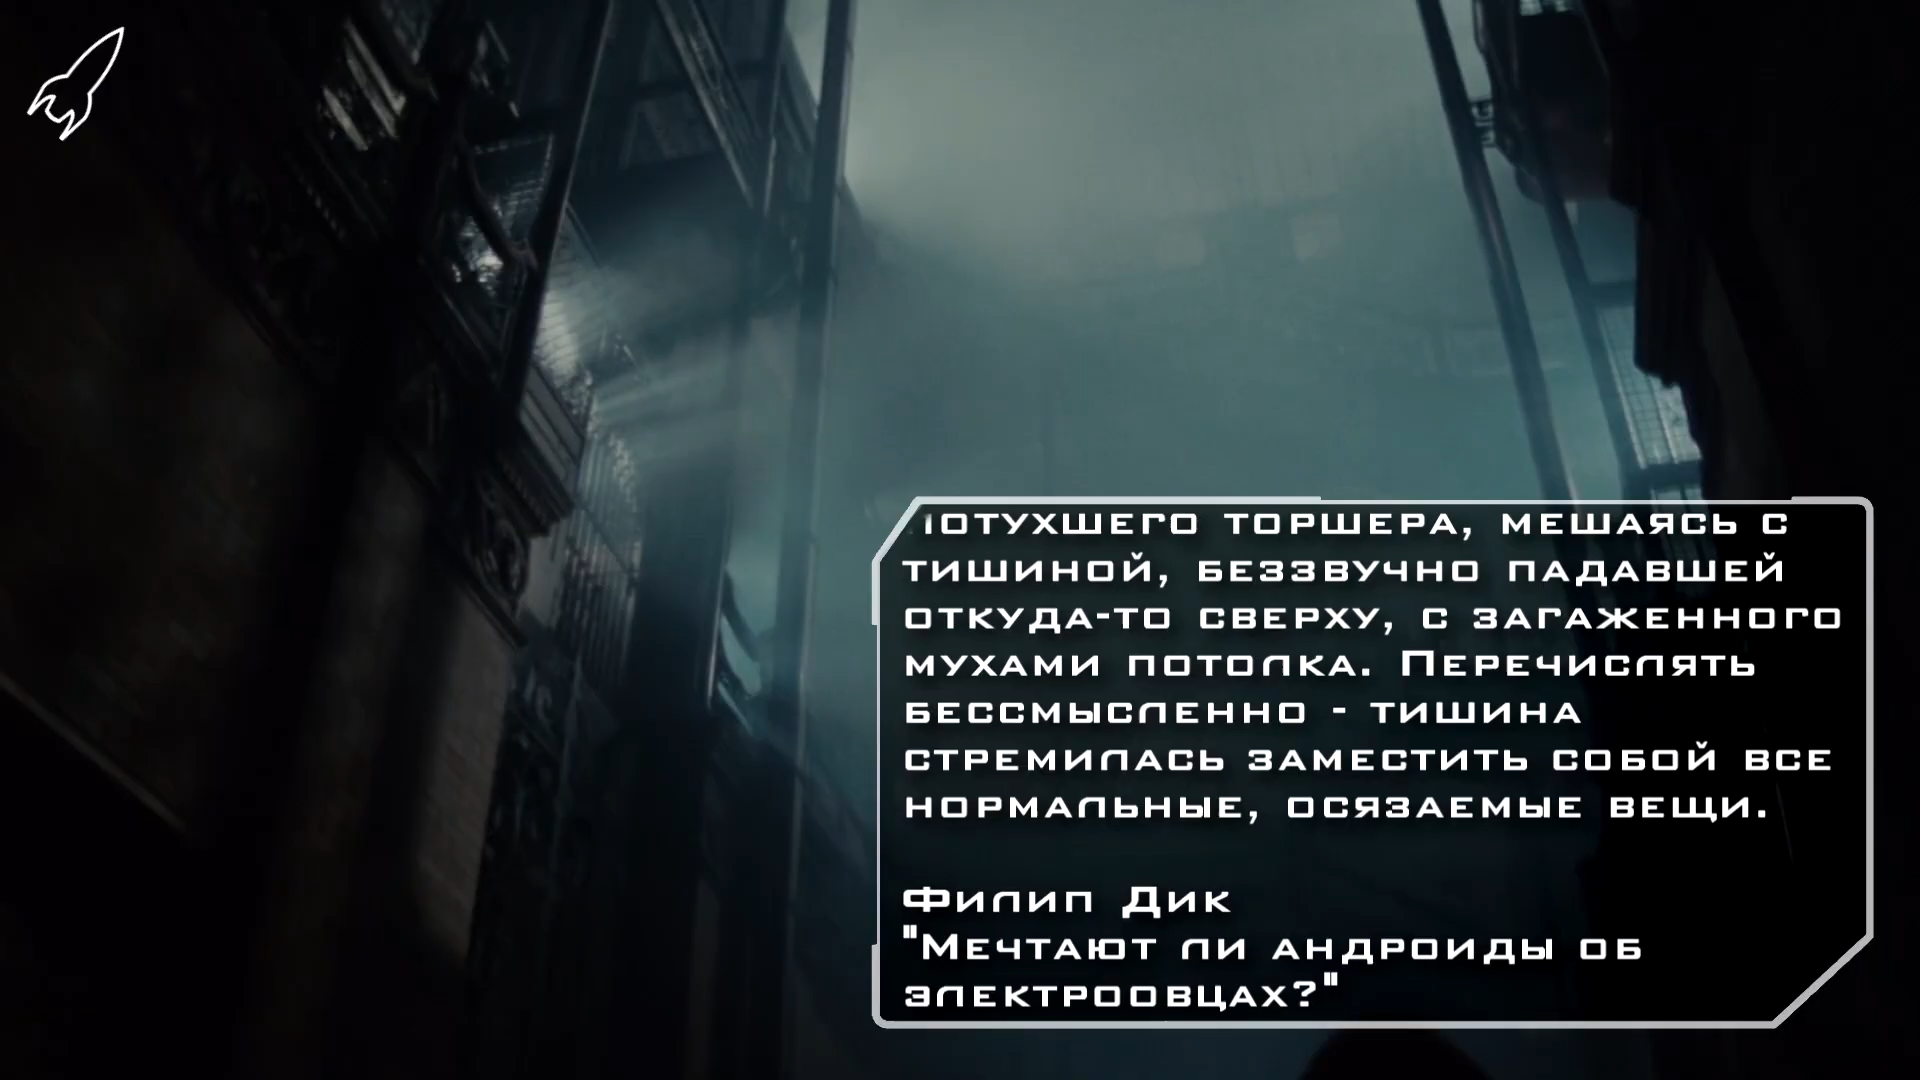 потухшего торшера, мешаясь с
тишиной, беззвучно падавшей
откуда-то сверху, с загаженного
мухами потолка. Перечислять
бессмысленно - тишина
стремилась заместить собой все
нормальные, осязаемые вещи.
Филип Дик
"Мечтают ли андроиды об
электроовцах?"